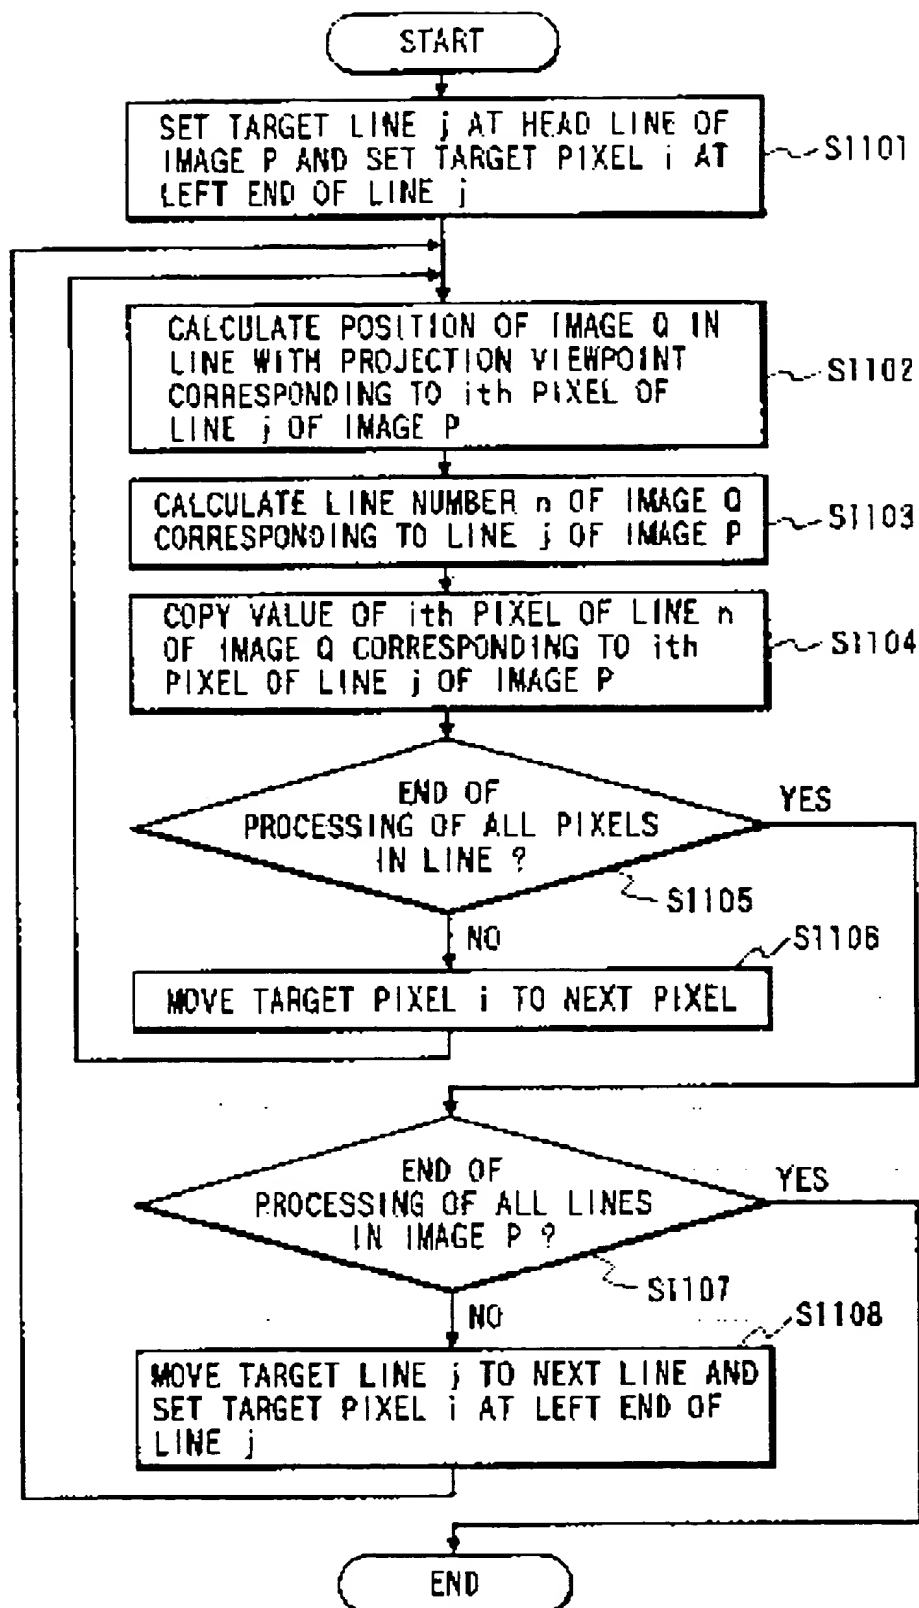 START
SET TARGET LINE j AT HEAD LINE OF
IMAGE P AND SET TARGET PIXEL i AT
LEFT END OF LINE j
S1101
CALCULATE POSITION OF IMAGE Q IN
LINE WITH PROJECTION VIEWPOINT
CORRESPONDING TO ith PIXEL OF
LINE j OF IMAGE P
S1102
CALCULATE LINE NUMBER n OF IMAGE Q
CORRESPONDING TO LINE j OF IMAGE P
S1103
COPY VALUE OF ith PIXEL OF LINE n
OF IMAGE Q CORRESPONDING TO ith
PIXEL OF LINE j OF IMAGE P
S1104
END OF
PROCESSING OF ALL PIXELS
IN LINE ?
YES
S1105
NO
S1106
MOVE TARGET PIXEL i TO NEXT PIXEL
END OF
PROCESSING OF ALL LINES
IN IMAGE P ?
YES
S1107
NO
S1108
MOVE TARGET LINE j TO NEXT LINE AND
SET TARGET PIXEL i AT LEFT END OF
LINE j
END